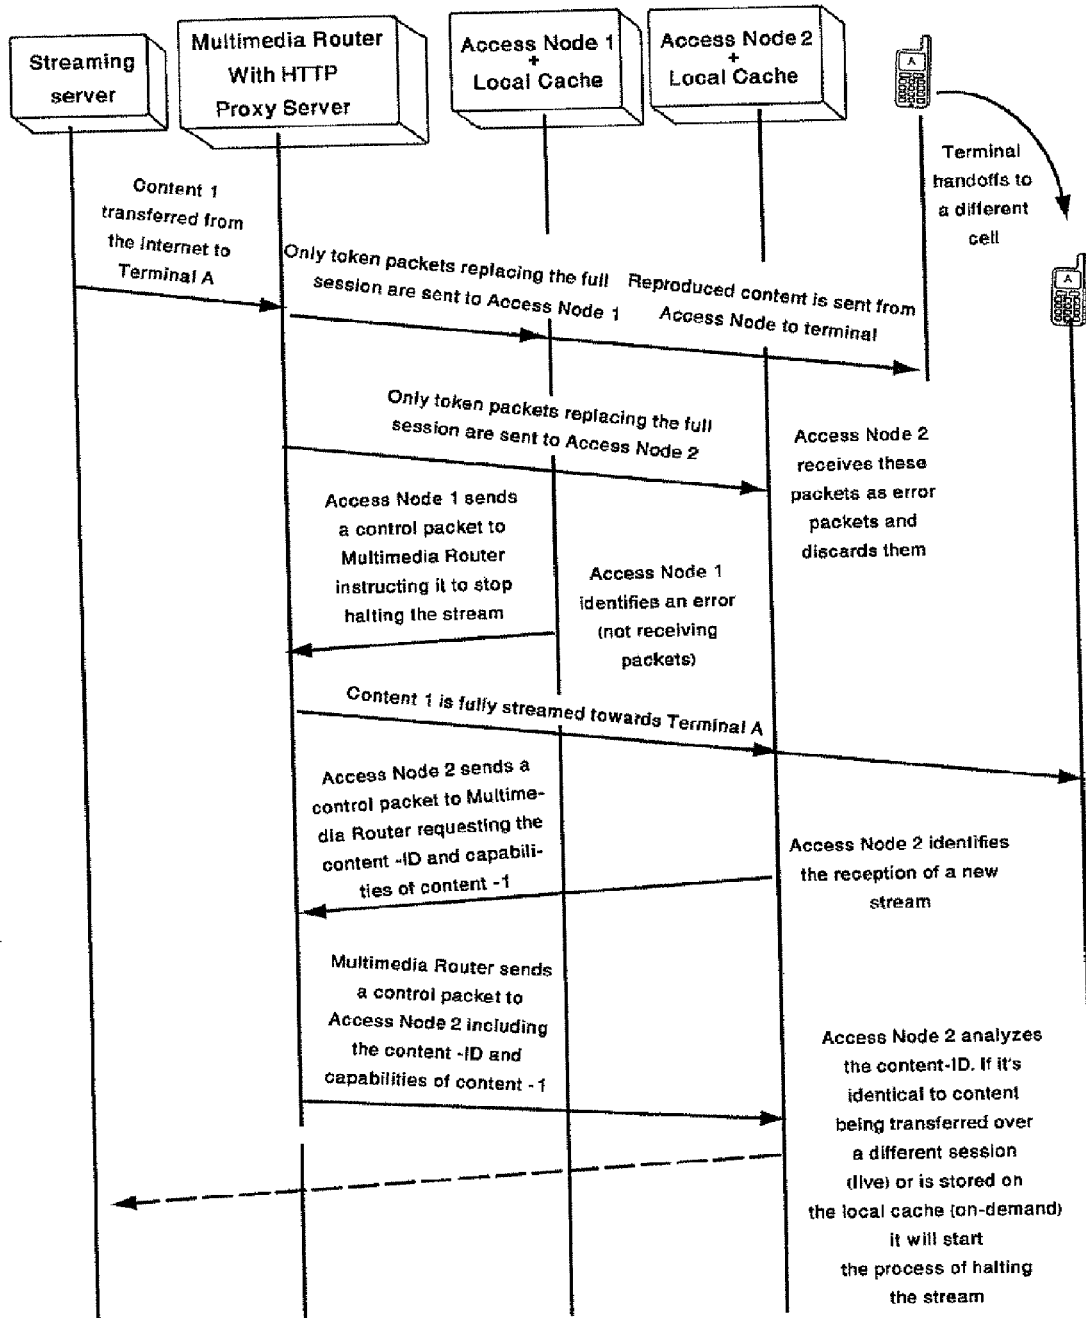 Streaming
server
Multimedia Router
With HTTP
Proxy Server
Access Node 1
+
Local Cache
Access Node 2
+
Local Cache
A
Terminal
handoffs to
a different
cell
A
Content 1
transferred from
the internet to
Terminal A
Only token packets replacing the full
session are sent to Access Node 1
Reproduced content is sent from
Access Node to terminal
Only token packets replacing the full
session are sent to Access Node 2
Access Node 2
receives these
packets as error
packets and
discards them
Access Node 1 sends
a control packet to
Multimedia Router
instructing it to stop
halting the stream
Access Node 1
identifies an error
(not receiving
packets)
Content 1 is fully streamed towards Terminal A
Access Node 2 sends a
control packet to Multime-
dia Router requesting the
content -ID and capabili-
ties of content -1
Access Node 2 identifies
the reception of a new
stream
Multimedia Router sends
a control packet to
Access Node 2 including
the content -ID and
capabilities of content -1
Access Node 2 analyzes
the content-ID. If it's
identical to content
being transferred over
a different session
(live) or is stored on
the local cache (on-demand)
it will start
the process of halting
the stream